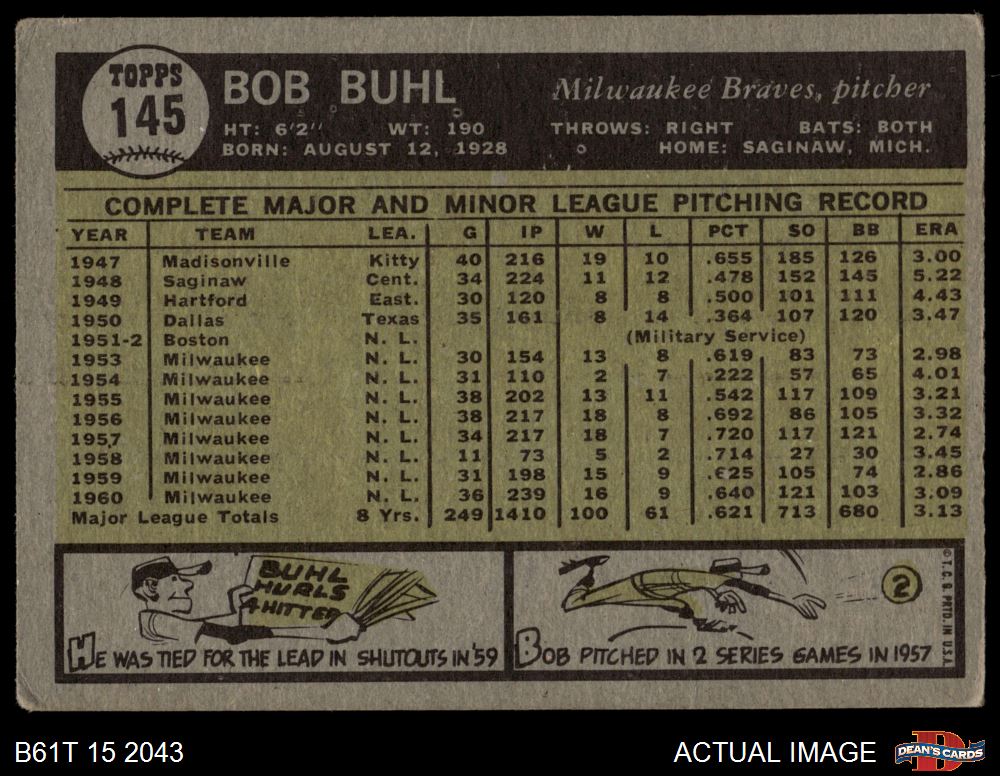 TOPPS
145
BOB BUHL
Milwaukee Braves, pitcher
HT: 6'2" WT: 190 THROWS: RIGHT BATS: BOTH
BORN: AUGUST 12, 1928 HOME: SAGINAW, MICH.
COMPLETE MAJOR AND MINOR LEAGUE PITCHING RECORD
YEAR TEAM LEA. G IP W L PCT SO BB ERA
1947 Madisonville Kitty 40 216 19 10 .655 185 126 3.00
1948 Saginaw Cent. 34 224 11 12 .478 152 145 5.22
1949 Hartford East. 30 120 8 8 .500 101 111 4.43
1950 Dallas Texas 35 161 8 14 .364 107 120 3.47
1951-2 Boston N. L. (Military Service)
1953 Milwaukee N. L. 30 154 13 8 .619 83 73 2.98
1954 Milwaukee N. L. 31 110 2 7 .222 57 65 4.01
1955 Milwaukee N. L. 38 202 13 11 .542 117 109 3.21
1956 Milwaukee N. L. 38 217 18 8 .692 86 105 3.32
1957 Milwaukee N. L. 34 217 18 7 .720 117 121 2.74
1958 Milwaukee N. L. 11 73 5 2 .714 27 30 3.45
1959 Milwaukee N. L. 31 198 15 9 .625 105 74 2.86
1960 Milwaukee N. L. 36 239 16 9 .640 121 103 3.09
Major League Totals 8 Yrs. 249 1410 100 61 .621 713 680 3.13
BUHL
HURLS
4 HITTER
HE WAS TIED FOR THE LEAD IN SHUTOUTS IN '59
2
BOB PITCHED IN 2 SERIES GAMES IN 1957
© T. C. G. PRTD. IN U.S.A.
B61T 15 2043
ACTUAL IMAGE
DEAN'S CARDS